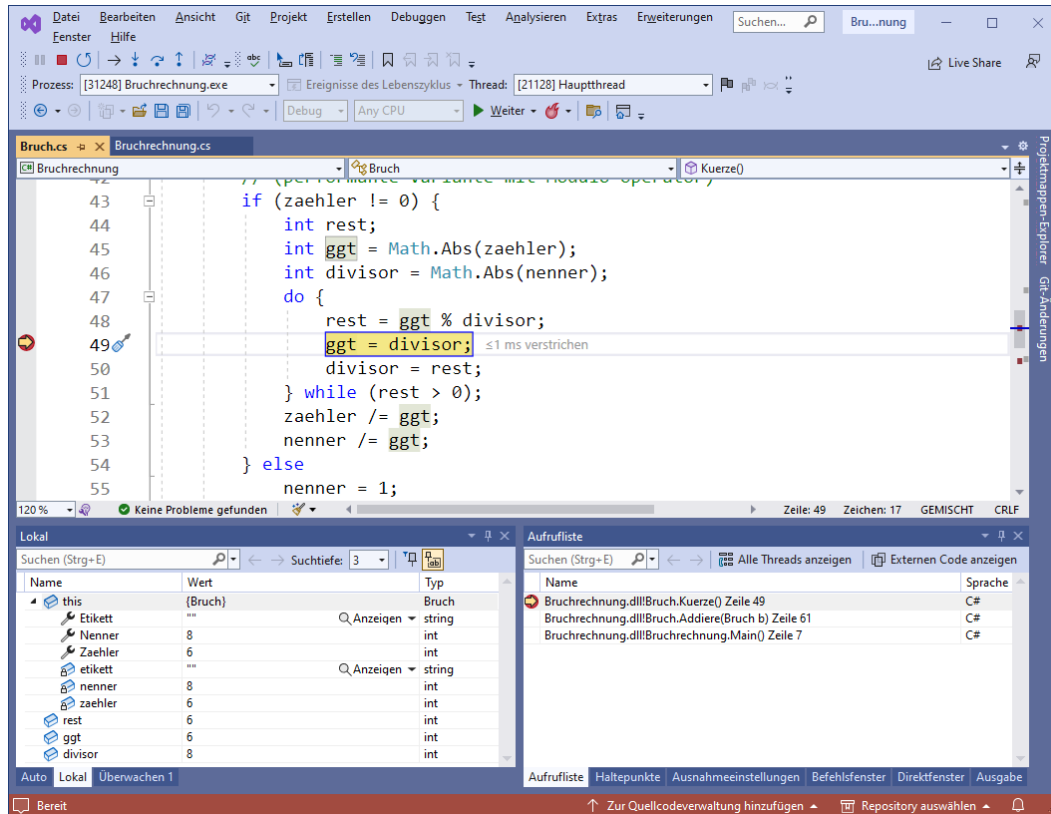 Datei Bearbeiten Ansicht Git Projekt Erstellen Debuggen Test Analysieren Extras Erweiterungen Suchen... Bru...nung
Fenster Hilfe
Live Share
Prozess: [31248] Bruchrechnung.exe Ereignisse des Lebenszyklus Thread: [21128] Hauptthread
Debug Any CPU Weiter
Bruch.cs Bruchrechnung.cs
C# Bruchrechnung Bruch Kuerze()
42 // (performante Variante mit Modulo-Operator)
43 if (zaehler != 0) {
44 int rest;
45 int ggt = Math.Abs(zaehler);
46 int divisor = Math.Abs(nenner);
47 do {
48 rest = ggt % divisor;
49 ggt = divisor; ≤1 ms verstrichen
50 divisor = rest;
51 } while (rest > 0);
52 zaehler /= ggt;
53 nenner /= ggt;
54 } else
55 nenner = 1;
120 % Keine Probleme gefunden Zeile: 49 Zeichen: 17 GEMISCHT CRLF
Projektmappen-Explorer
Git-Änderungen
Lokal
Suchen (Strg+E) Suchtiefe: 3
Name Wert Typ
this {Bruch} Bruch
Etikett "" Anzeigen string
Nenner 8 int
Zaehler 6 int
etikett "" Anzeigen string
nenner 8 int
zaehler 6 int
rest 6 int
ggt 6 int
divisor 8 int
Auto Lokal Überwachen 1
Aufrufliste
Suchen (Strg+E) Alle Threads anzeigen Externen Code anzeigen
Name Sprache
Bruchrechnung.dll!Bruch.Kuerze() Zeile 49 C#
Bruchrechnung.dll!Bruch.Addiere(Bruch b) Zeile 61 C#
Bruchrechnung.dll!Bruchrechnung.Main() Zeile 7 C#
Aufrufliste Haltepunkte Ausnahmeeinstellungen Befehlsfenster Direktfenster Ausgabe
Bereit Zur Quellcodeverwaltung hinzufügen Repository auswählen